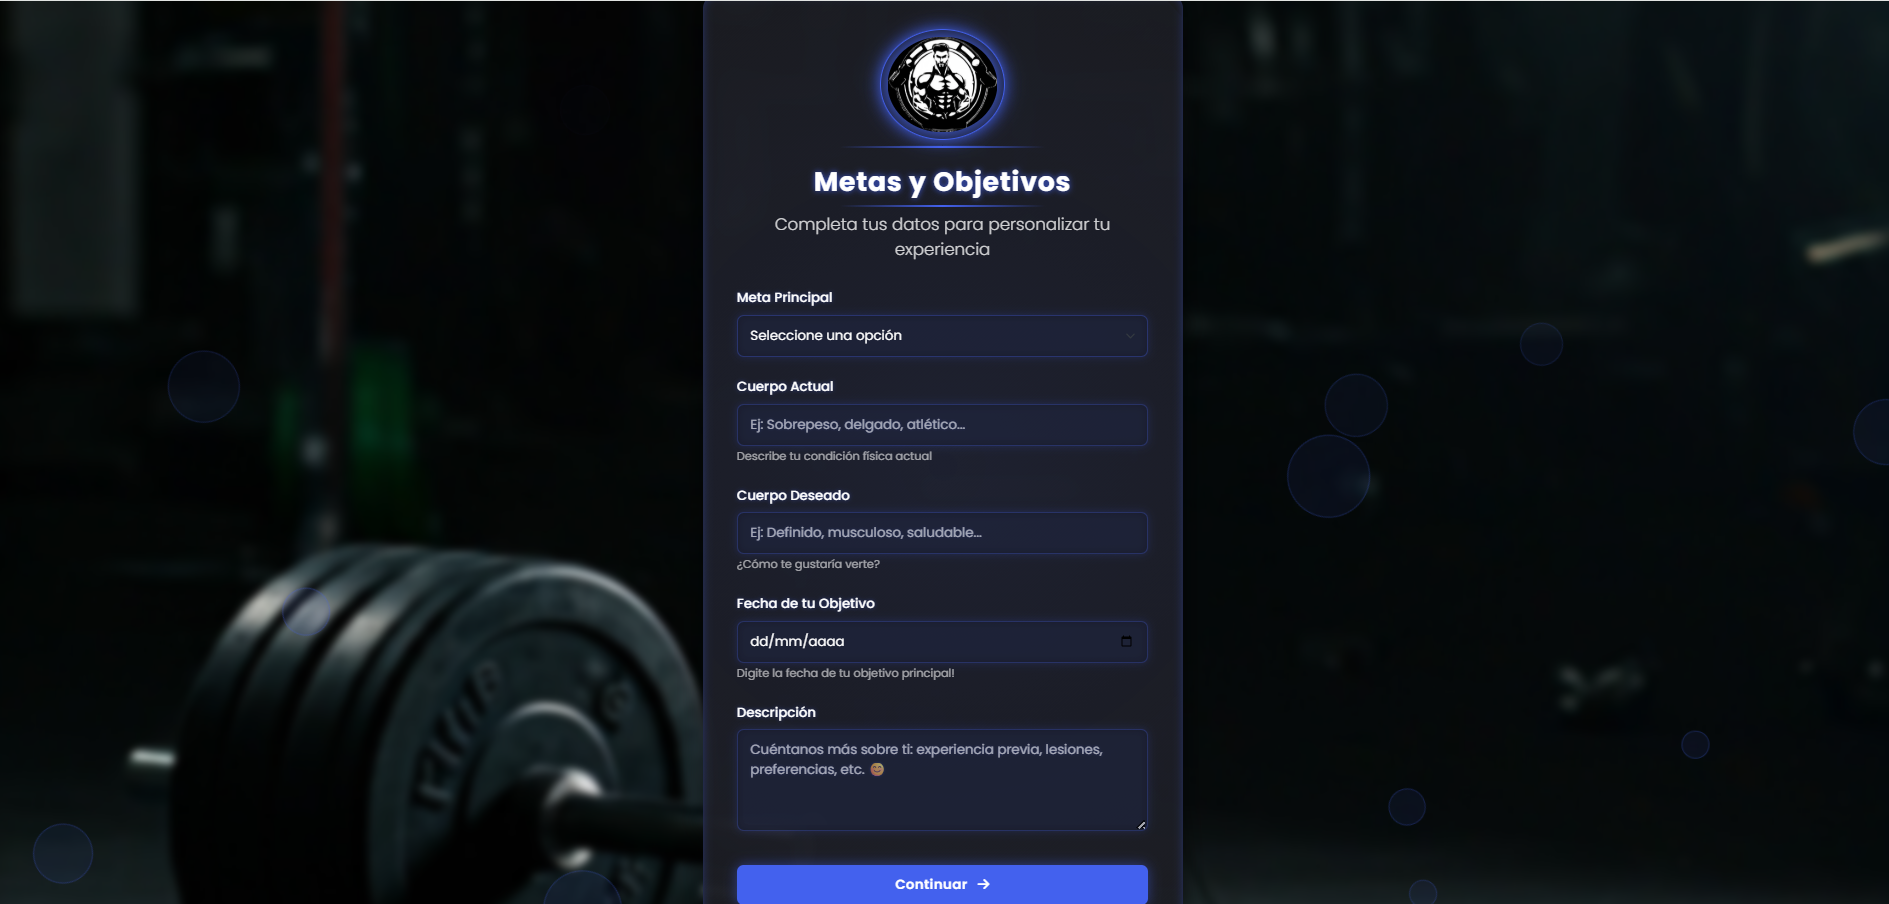 Metas y Objetivos
Completa tus datos para personalizar tu
experiencia
Meta Principal
Seleccione una opción
Cuerpo Actual
Ej: Sobrepeso, delgado, atlético...
Describe tu condición física actual
Cuerpo Deseado
Ej: Definido, musculoso, saludable...
¿Cómo te gustaría verte?
Fecha de tu Objetivo
dd/mm/aaaa
Digite la fecha de tu objetivo principal!
Descripción
Cuéntanos más sobre ti: experiencia previa, lesiones,
preferencias, etc. 😊
Continuar →